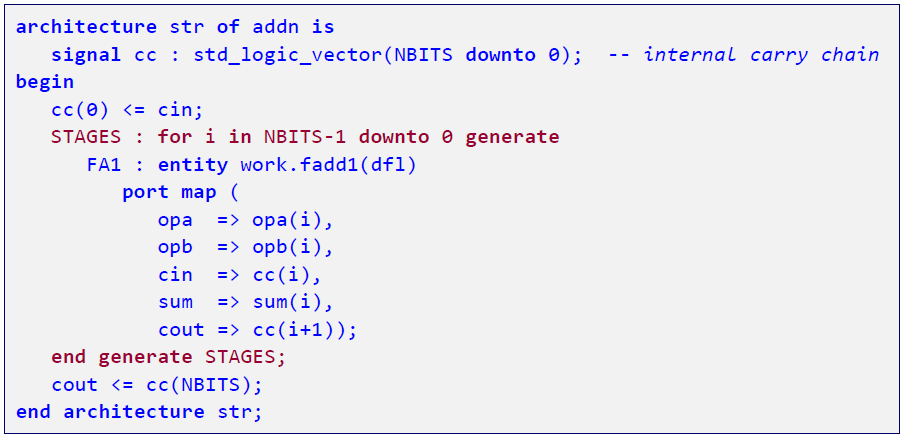 architecture str of addn is
   signal cc : std_logic_vector(NBITS downto 0);  -- internal carry chain
begin
   cc(0) <= cin;
   STAGES : for i in NBITS-1 downto 0 generate
      FA1 : entity work.fadd1(dfl)
         port map (
            opa  => opa(i),
            opb  => opb(i),
            cin  => cc(i),
            sum  => sum(i),
            cout => cc(i+1));
   end generate STAGES;
   cout <= cc(NBITS);
end architecture str;